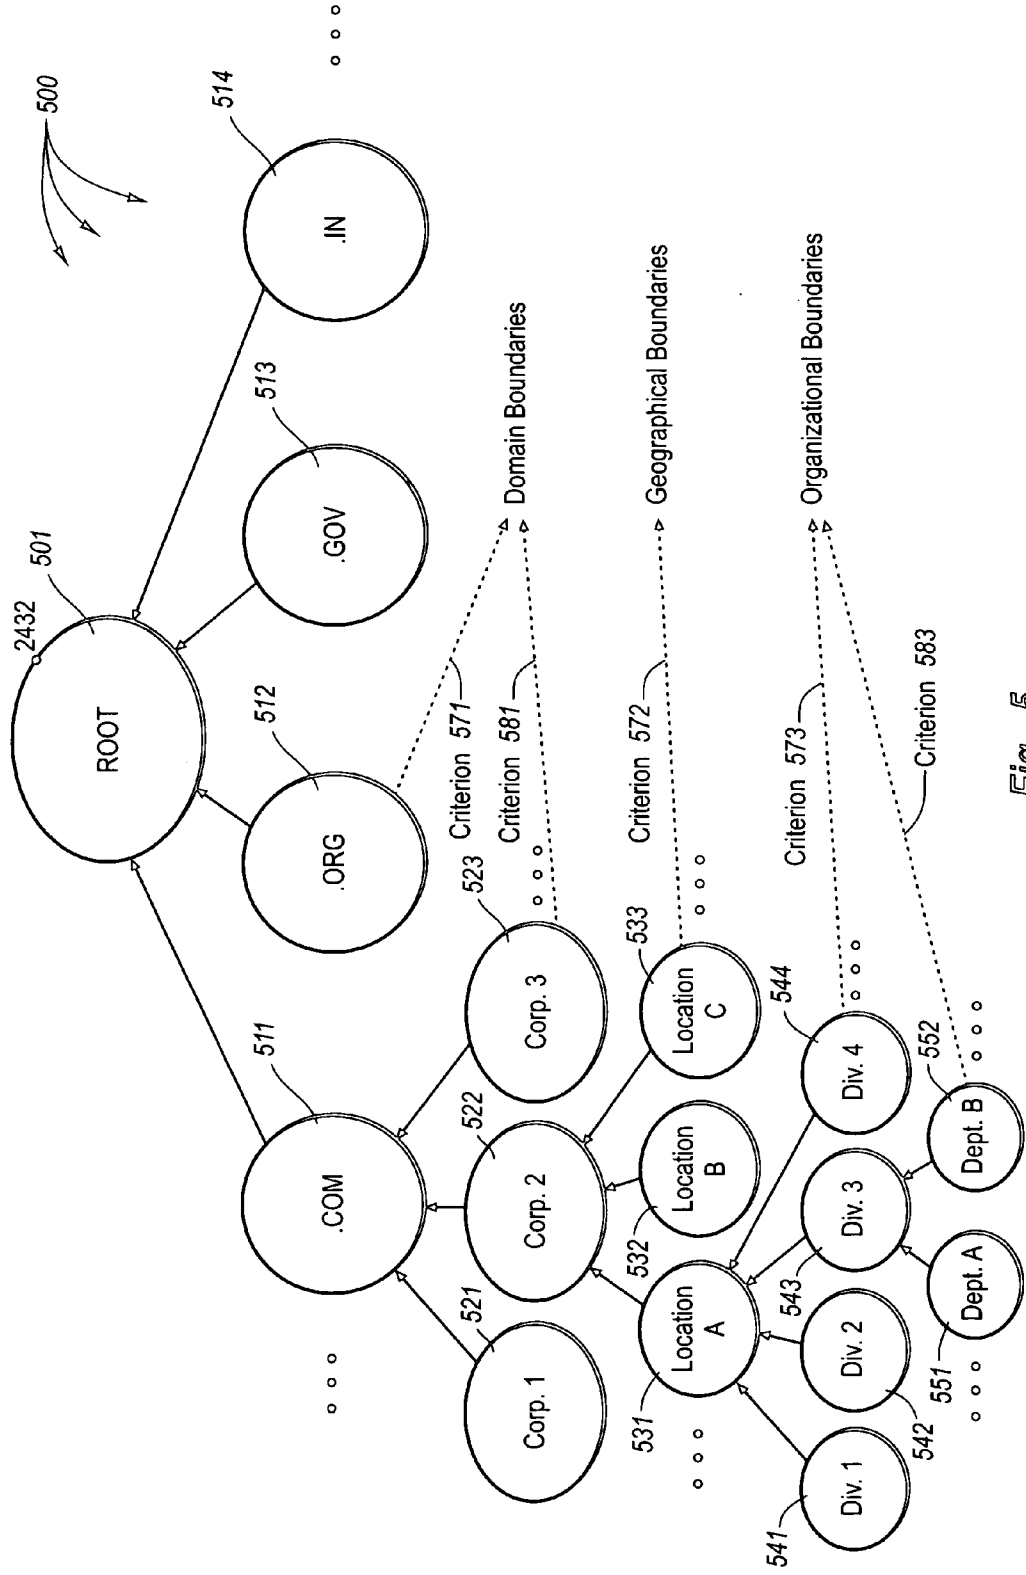 500
2432
501
ROOT
511
.COM
512
.ORG
513
.GOV
514
.IN
521
Corp. 1
522
Corp. 2
523
Corp. 3
Criterion 571
Criterion 581
Domain Boundaries
531
Location
A
532
Location
B
533
Location
C
Criterion 572
Geographical Boundaries
541
Div. 1
542
Div. 2
543
Div. 3
544
Div. 4
Criterion 573
Organizational Boundaries
551
Dept. A
552
Dept. B
Criterion 583
Fig. 5